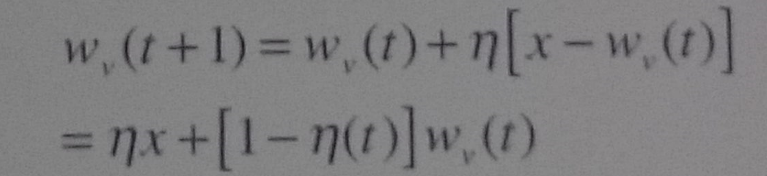 w_v(t+1) = w_v(t) + η[x − w_v(t)]
= ηx + [1 − η(t)]w_v(t)